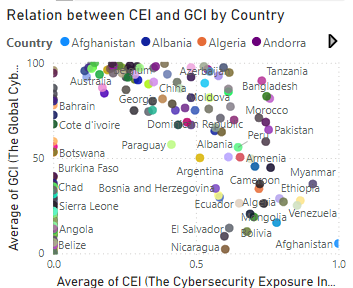 Relation between CEI and GCI by Country
Country Afghanistan Albania Algeria Andorra
100
50
0
Average of GCI (The Global Cyb...
Azerbaijan
Tanzania
Australia
China
Bangladesh
Bahrain
Georgia
Moldova
Morocco
Cote d'ivoire
Dominican Republic
Pakistan
Peru
Paraguay
Albania
Botswana
Armenia
Burkina Faso
Argentina
Cameroon
Myanmar
Chad
Bosnia and Herzegovina
Ethiopia
Sierra Leone
Ecuador
Algeria
Venezuela
Mongolia
Angola
El Salvador
Bolivia
Belize
Nicaragua
Afghanistan
0.0 0.5 1.0
Average of CEI (The Cybersecurity Exposure In...